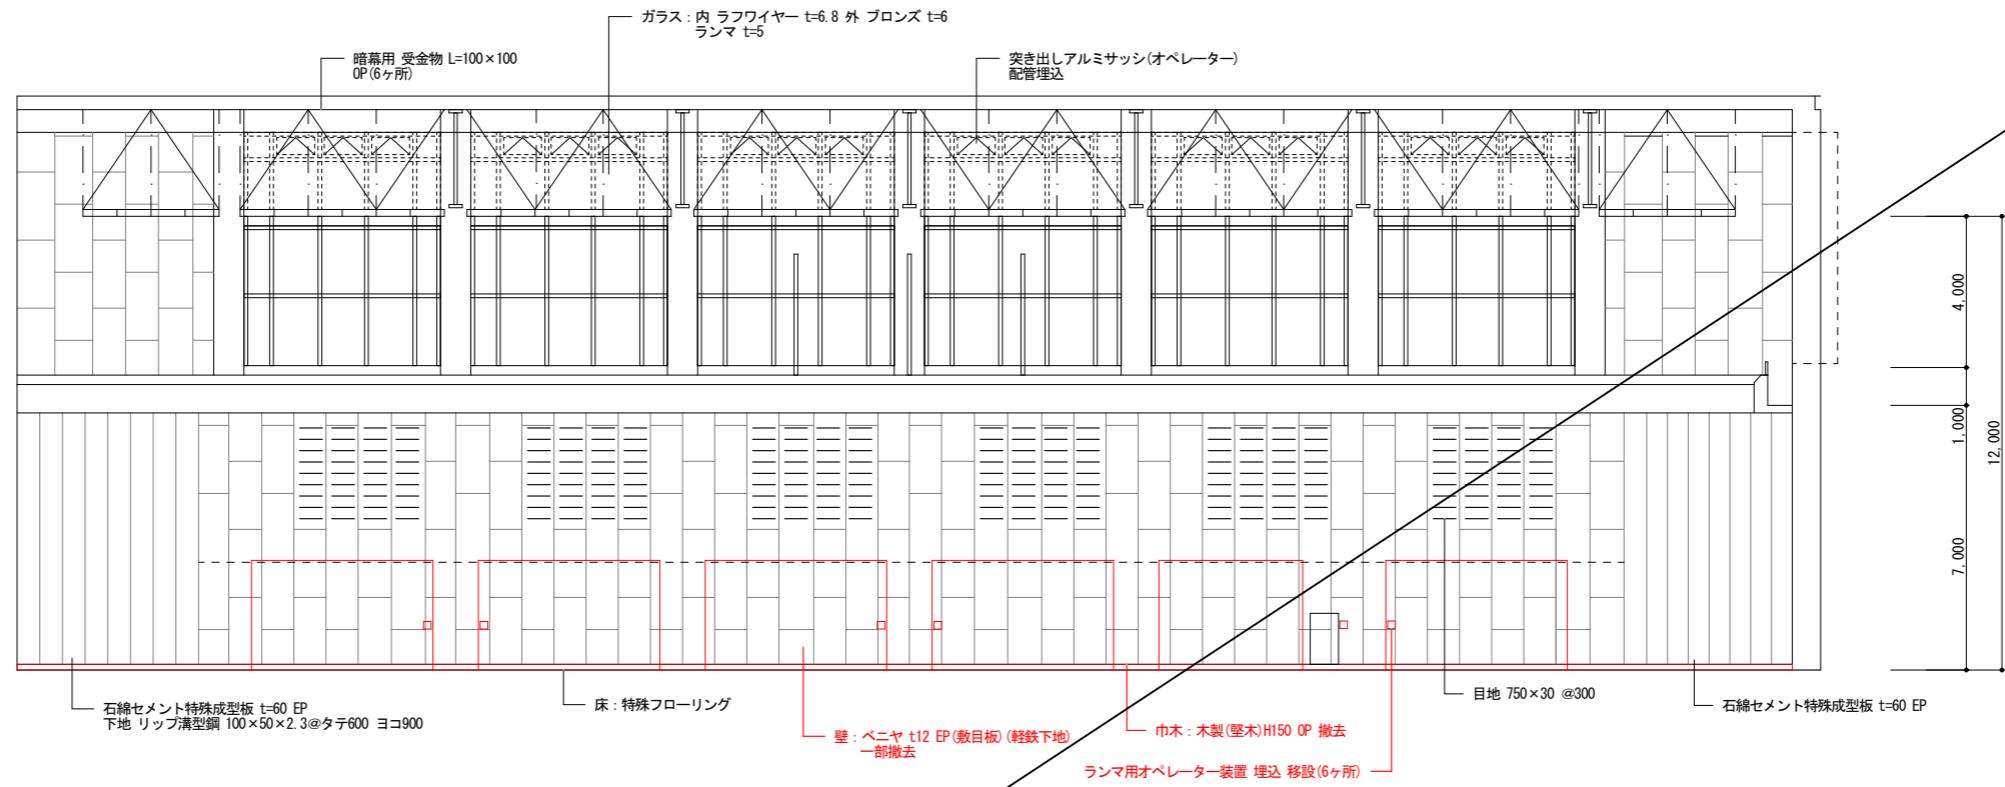 ガラス：内 ラフワイヤー t=6.8 外 ブロンズ t=6
ランマ t=5
暗幕用 受金物 L=100×100
OP(6ヶ所)
突き出しアルミサッシ(オペレーター)
配管埋込
4,000
1,000
12,000
7,000
石綿セメント特殊成型板 t=60 EP
下地 リップ溝型鋼 100×50×2.3@タテ600 ヨコ900
床：特殊フローリング
壁：ベニヤ t12 EP(敷目板)(軽鉄下地)
一部撤去
巾木：木製(堅木)H150 OP 撤去
ランマ用オペレーター装置 埋込 移設(6ヶ所)
目地 750×30 @300
石綿セメント特殊成型板 t=60 EP